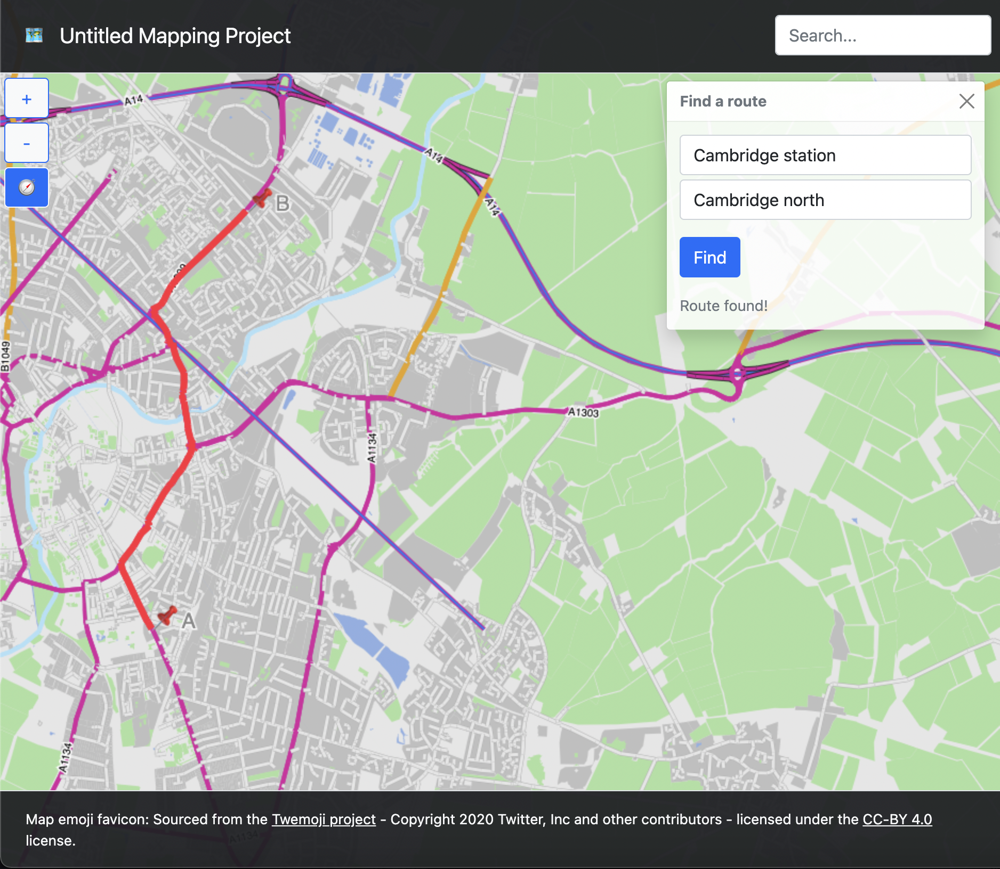 Untitled Mapping Project
Search...
+
-
A14
A14
A14
Find a route
Cambridge station
Cambridge north
Find
Route found!
B
B1049
A1303
A1134
A
A1134
Map emoji favicon: Sourced from the Twemoji project - Copyright 2020 Twitter, Inc and other contributors - licensed under the CC-BY 4.0
license.
A1134